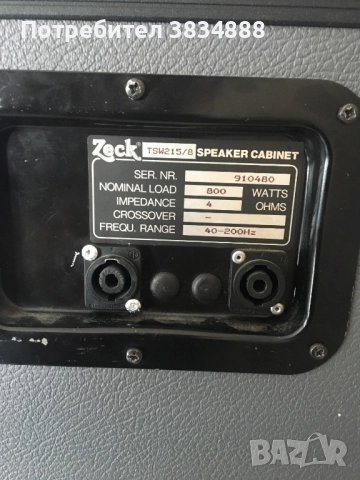 Потребител 3834888
Zeck TSW215/8 SPEAKER CABINET
SER. NR. 910480
NOMINAL LOAD 800 WATTS
IMPEDANCE 4 OHMS
CROSSOVER –
FREQU. RANGE 40-200Hz
BAZAR